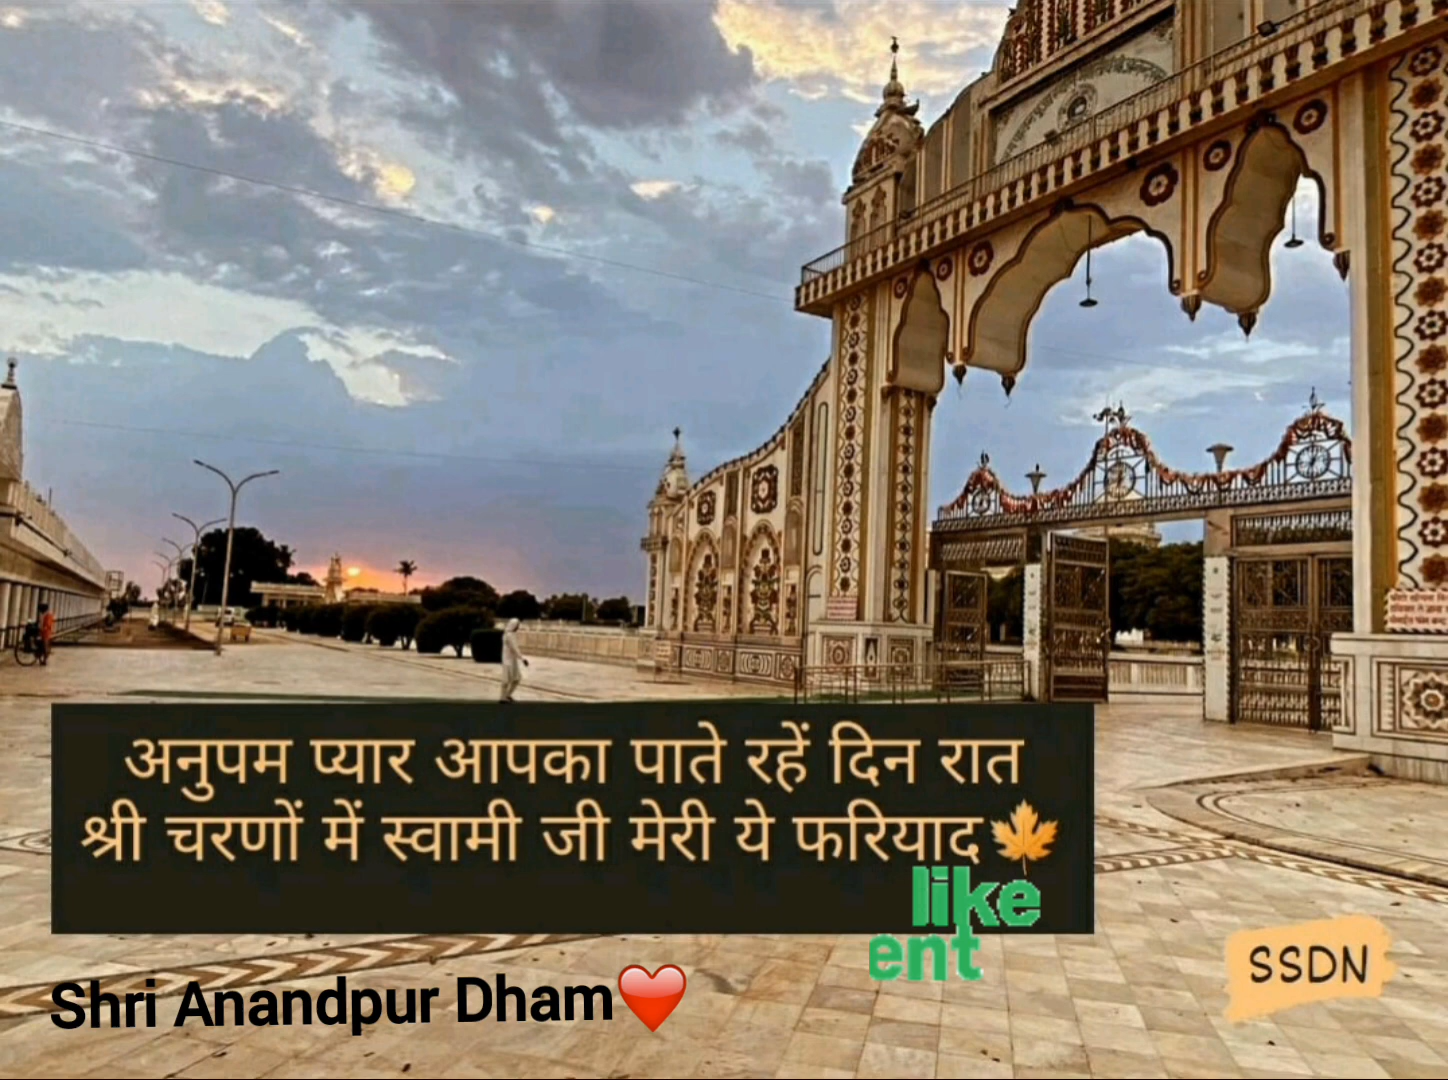 अनुपम प्यार आपका पाते रहें दिन रात
श्री चरणों में स्वामी जी मेरी ये फरियाद🍁
like
ent
SSDN
Shri Anandpur Dham❤️